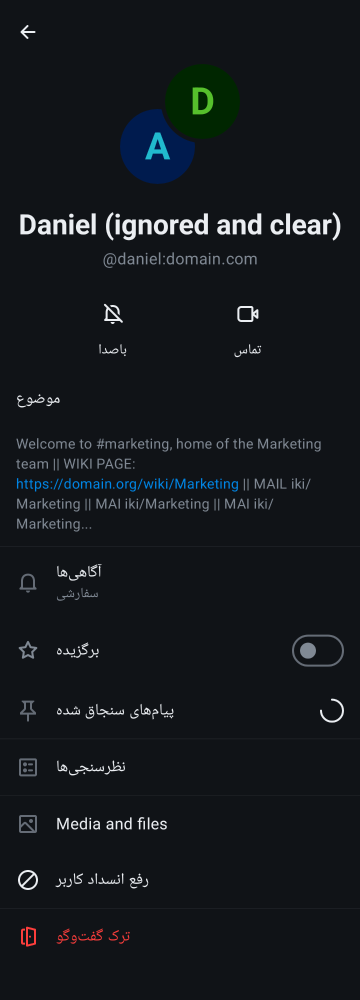 A
D
Daniel (ignored and clear)
@daniel:domain.com
باصدا
تماس
موضوع
Welcome to #marketing, home of the Marketing
team || WIKI PAGE:
https://domain.org/wiki/Marketing || MAIL iki/
Marketing || MAI iki/Marketing || MAI iki/
Marketing...
آگاهی‌ها
سفارشی
برگزیده
پیام‌های سنجاق شده
نظرسنجی‌ها
Media and files
رفع انسداد کاربر
ترک گفت‌وگو